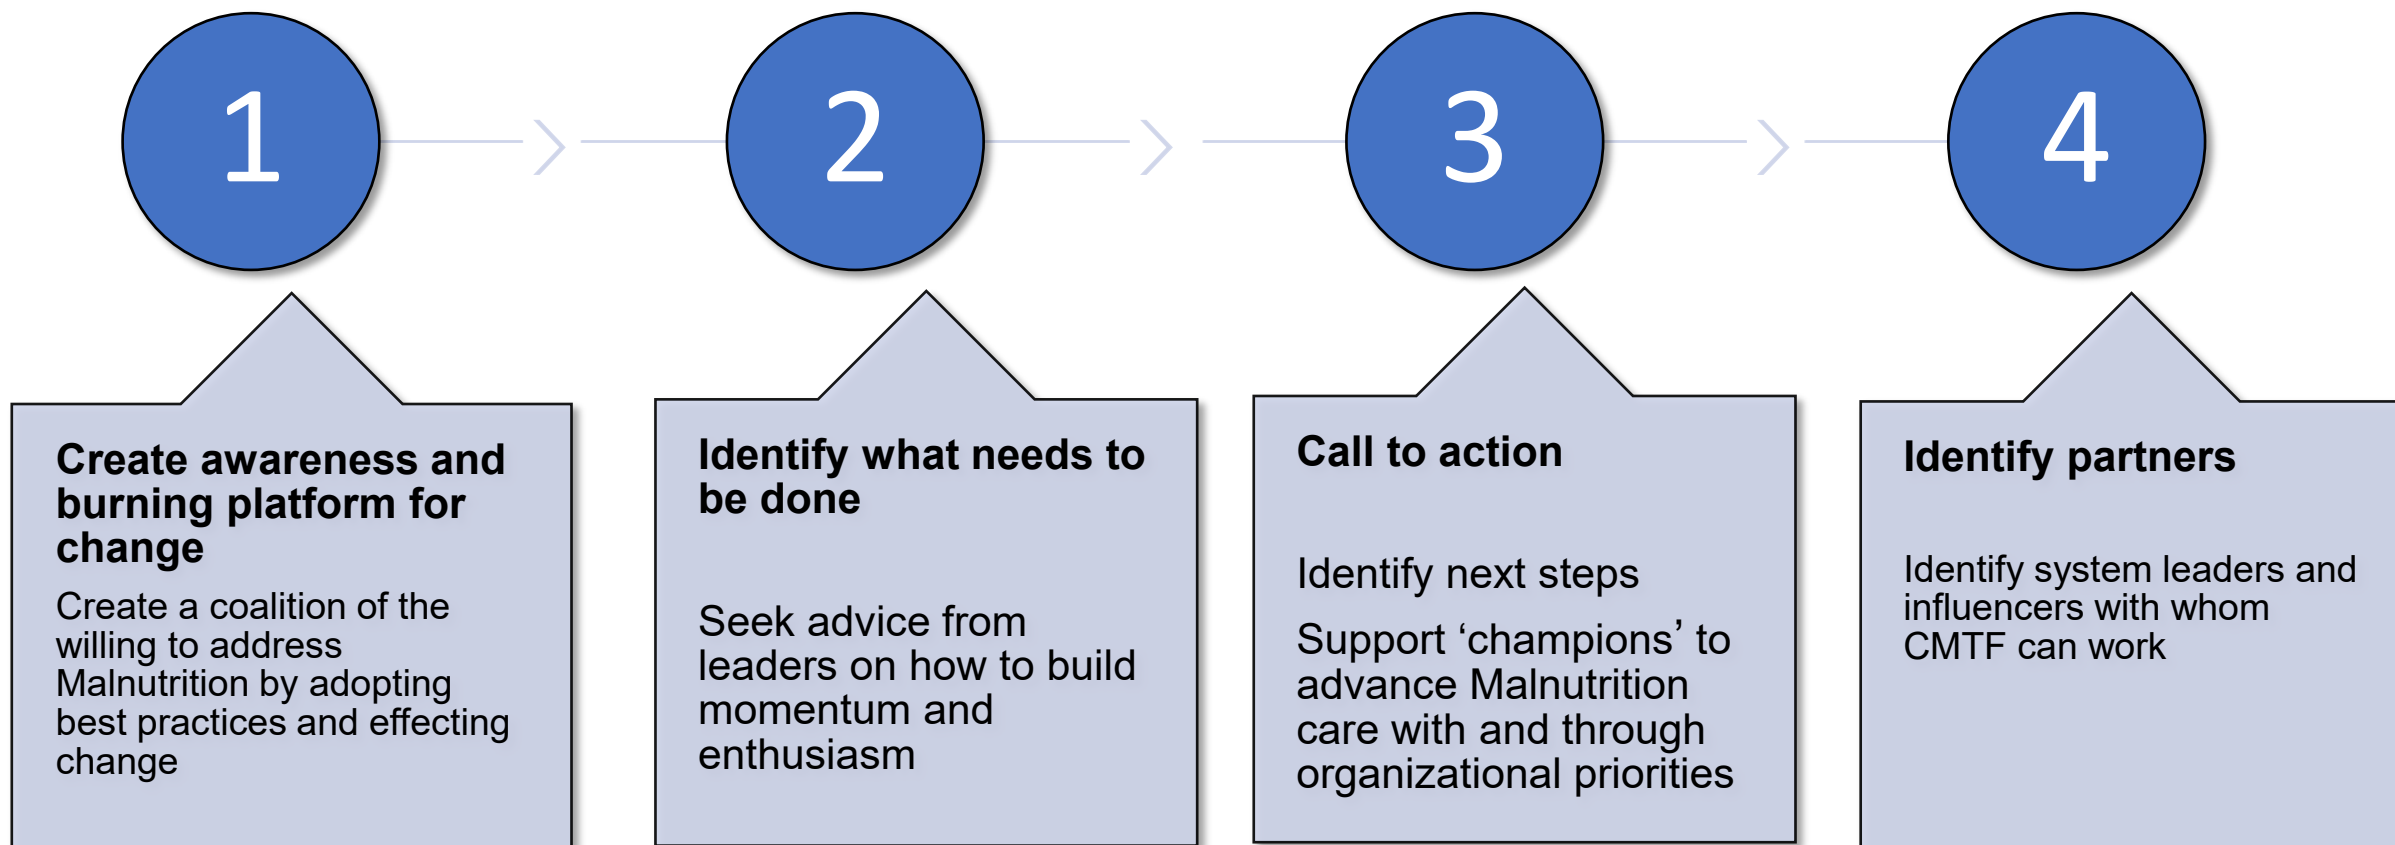 1
2
3
4
Create awareness and
burning platform for
change
Create a coalition of the
willing to address
Malnutrition by adopting
best practices and effecting
change
Identify what needs to
be done
Seek advice from
leaders on how to build
momentum and
enthusiasm
Call to action
Identify next steps
Support ‘champions’ to
advance Malnutrition
care with and through
organizational priorities
Identify partners
Identify system leaders and
influencers with whom
CMTF can work